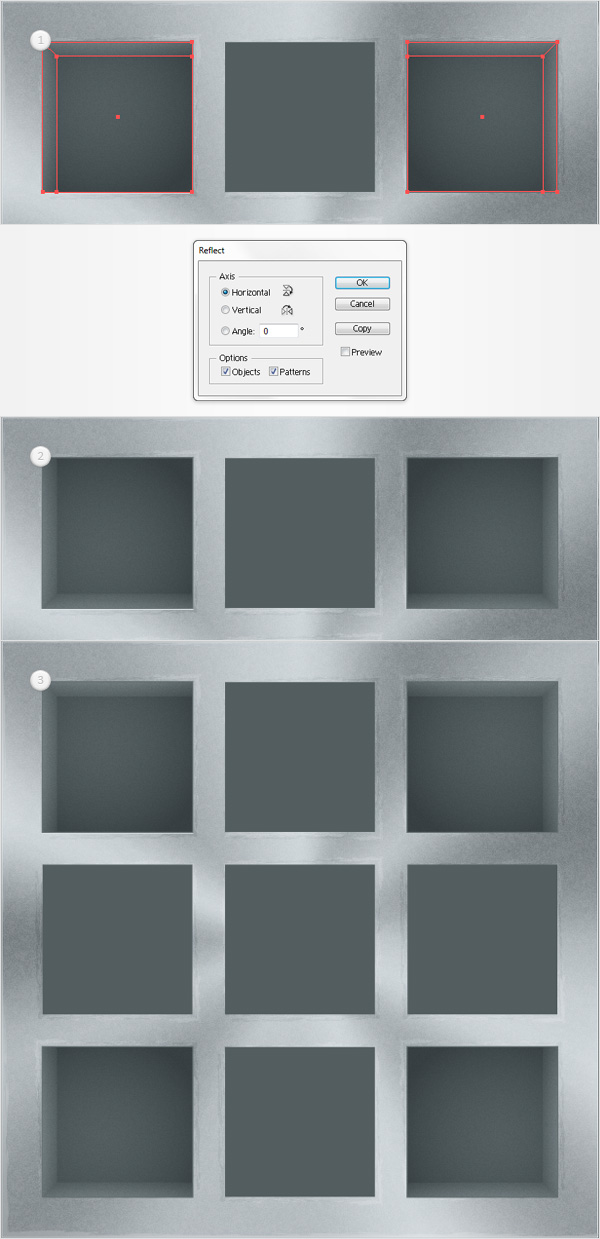 1
Reflect
Axis
Horizontal
Vertical
Angle: 0 °
Options
Objects Patterns
OK
Cancel
Copy
Preview
2
3